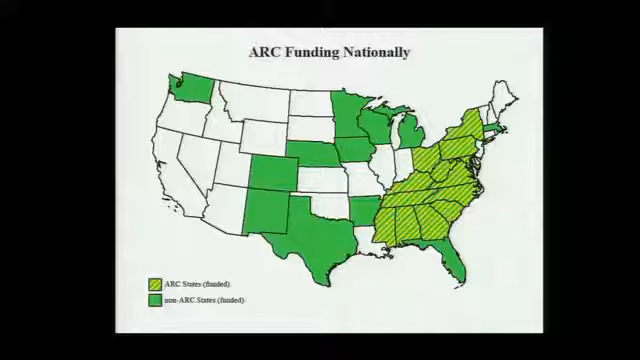 ARC Funding Nationally
ARC States (funded)
non-ARC States (funded)